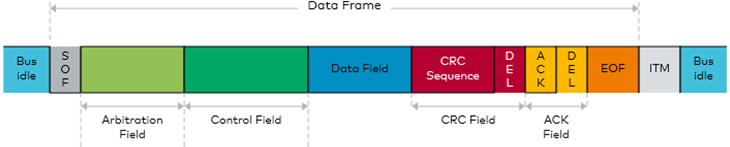 Data Frame
Bus
idle
S
O
F
Data Field
CRC
Sequence
D
E
L
A
C
K
D
E
L
EOF
ITM
Bus
idle
Arbitration
Field
Control Field
CRC Field
ACK
Field